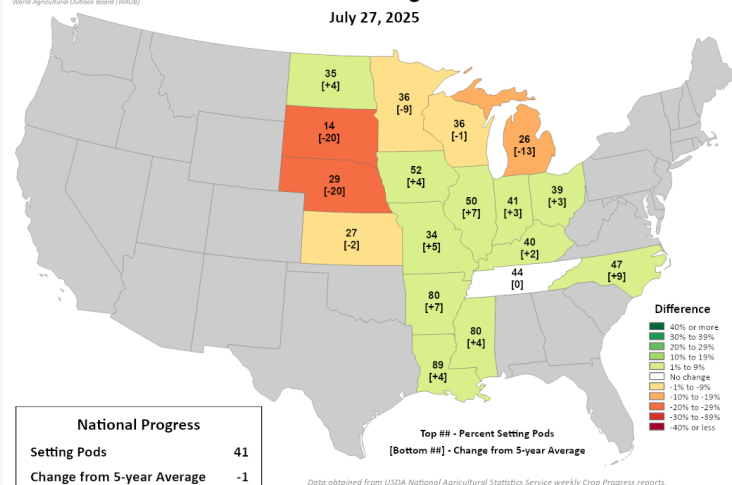 World Agricultural Outlook Board (WAOB)
July 27, 2025
35
[+4]
36
[-9]
14
[-20]
36
[-1]
26
[-13]
29
[-20]
52
[+4]
50
[+7]
41
[+3]
39
[+3]
27
[-2]
34
[+5]
40
[+2]
44
[0]
47
[+9]
80
[+7]
80
[+4]
89
[+4]
Difference
40% or more
30% to 39%
20% to 29%
10% to 19%
1% to 9%
No change
-1% to -9%
-10% to -19%
-20% to -29%
-30% to -39%
-40% or less
National Progress
Setting Pods 41
Change from 5-year Average -1
Top ## - Percent Setting Pods
[Bottom ##] - Change from 5-year Average
Data obtained from USDA National Agricultural Statistics Service weekly Crop Progress reports.